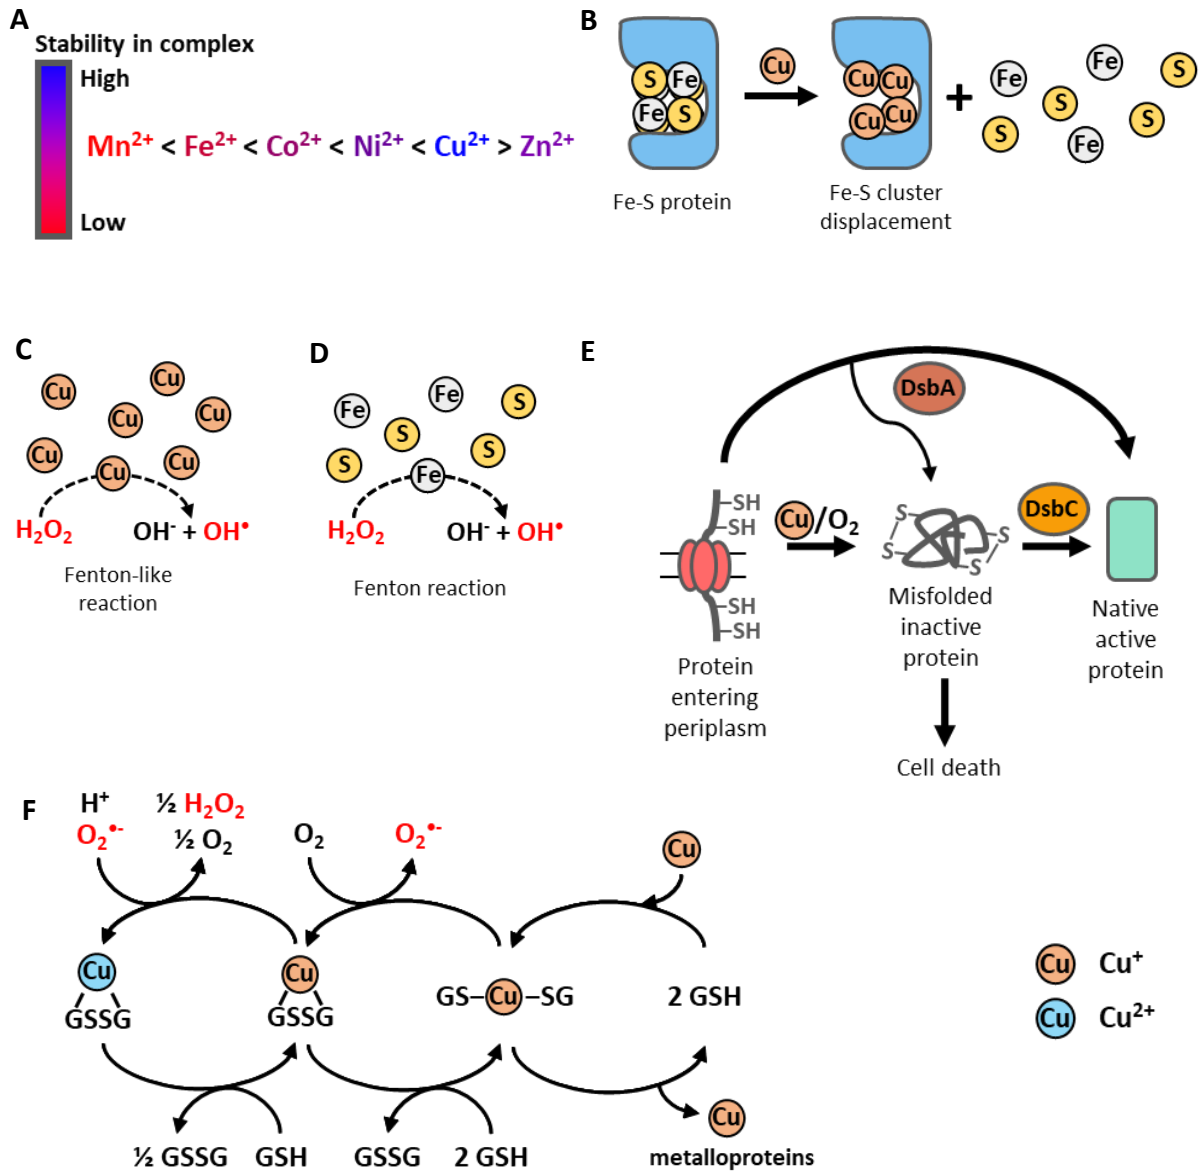 A
Stability in complex
High
Mn²⁺ < Fe²⁺ < Co²⁺ < Ni²⁺ < Cu²⁺ > Zn²⁺
Low
B
S Fe
Fe S
Fe-S protein
Cu
Cu Cu
Cu Cu
Fe-S cluster
displacement
+
Fe Fe S
S S
S Fe
C
Cu Cu
Cu Cu
Cu Cu Cu
H₂O₂ OH⁻ + OH•
Fenton-like
reaction
D
Fe Fe S
S S
S Fe
H₂O₂ OH⁻ + OH•
Fenton reaction
E
DsbA
–SH
–SH
–SH
–SH
Protein
entering
periplasm
Cu/O₂
S S
S S
Misfolded
inactive
protein
DsbC
Native
active
protein
Cell death
F
H⁺ ½ H₂O₂
O₂•⁻ ½ O₂ O₂ O₂•⁻ Cu
Cu Cu
GSSG GSSG GS–Cu–SG 2 GSH
½ GSSG GSH GSSG 2 GSH
Cu
metalloproteins
Cu Cu⁺
Cu Cu²⁺